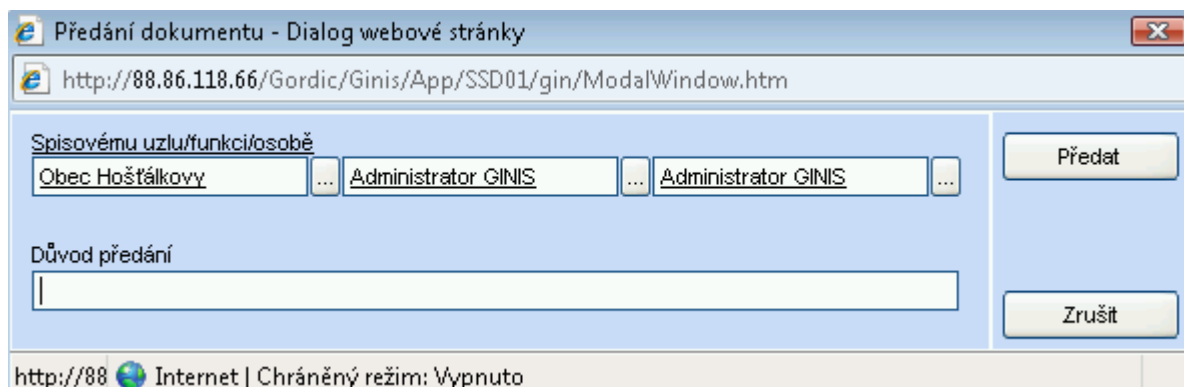 Předání dokumentu - Dialog webové stránky
http://88.86.118.66/Gordic/Ginis/App/SSD01/gin/ModalWindow.htm
Spisovému uzlu/funkci/osobě
Obec Hošťálkovy ... Administrator GINIS ... Administrator GINIS ...
Předat
Důvod předání
Zrušit
http://88 Internet | Chráněný režim: Vypnuto